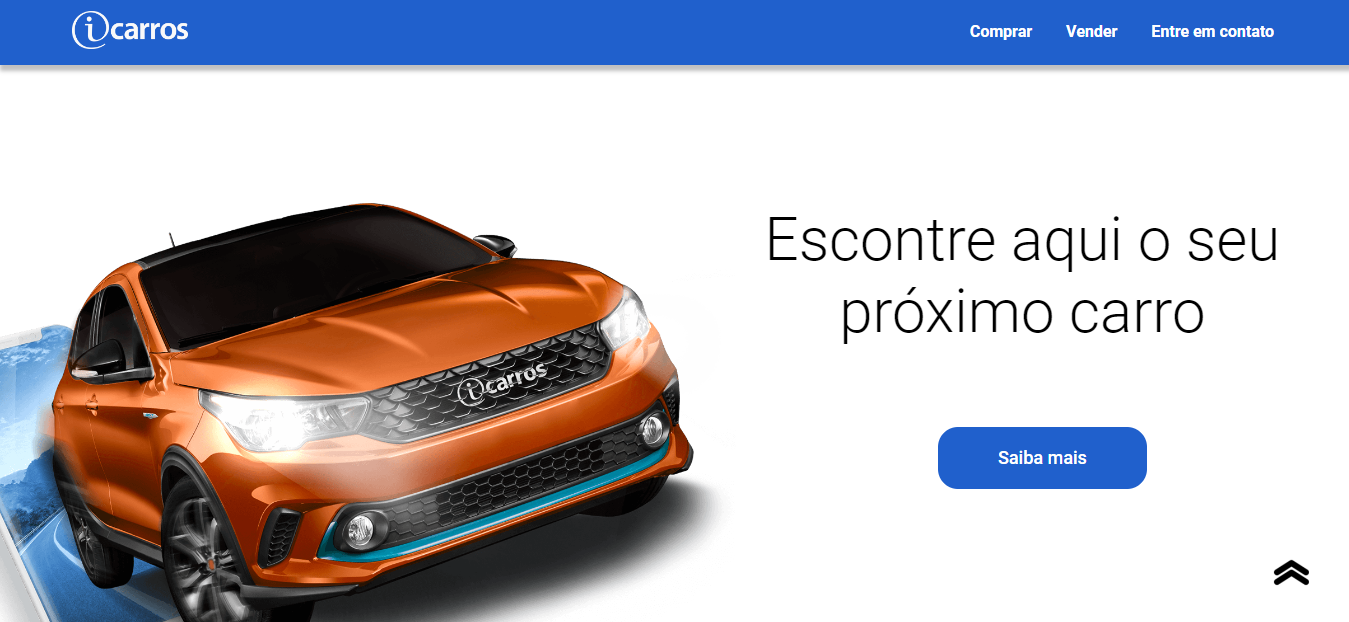 icarros
Comprar Vender Entre em contato
Escontre aqui o seu
próximo carro
icarros
Saiba mais